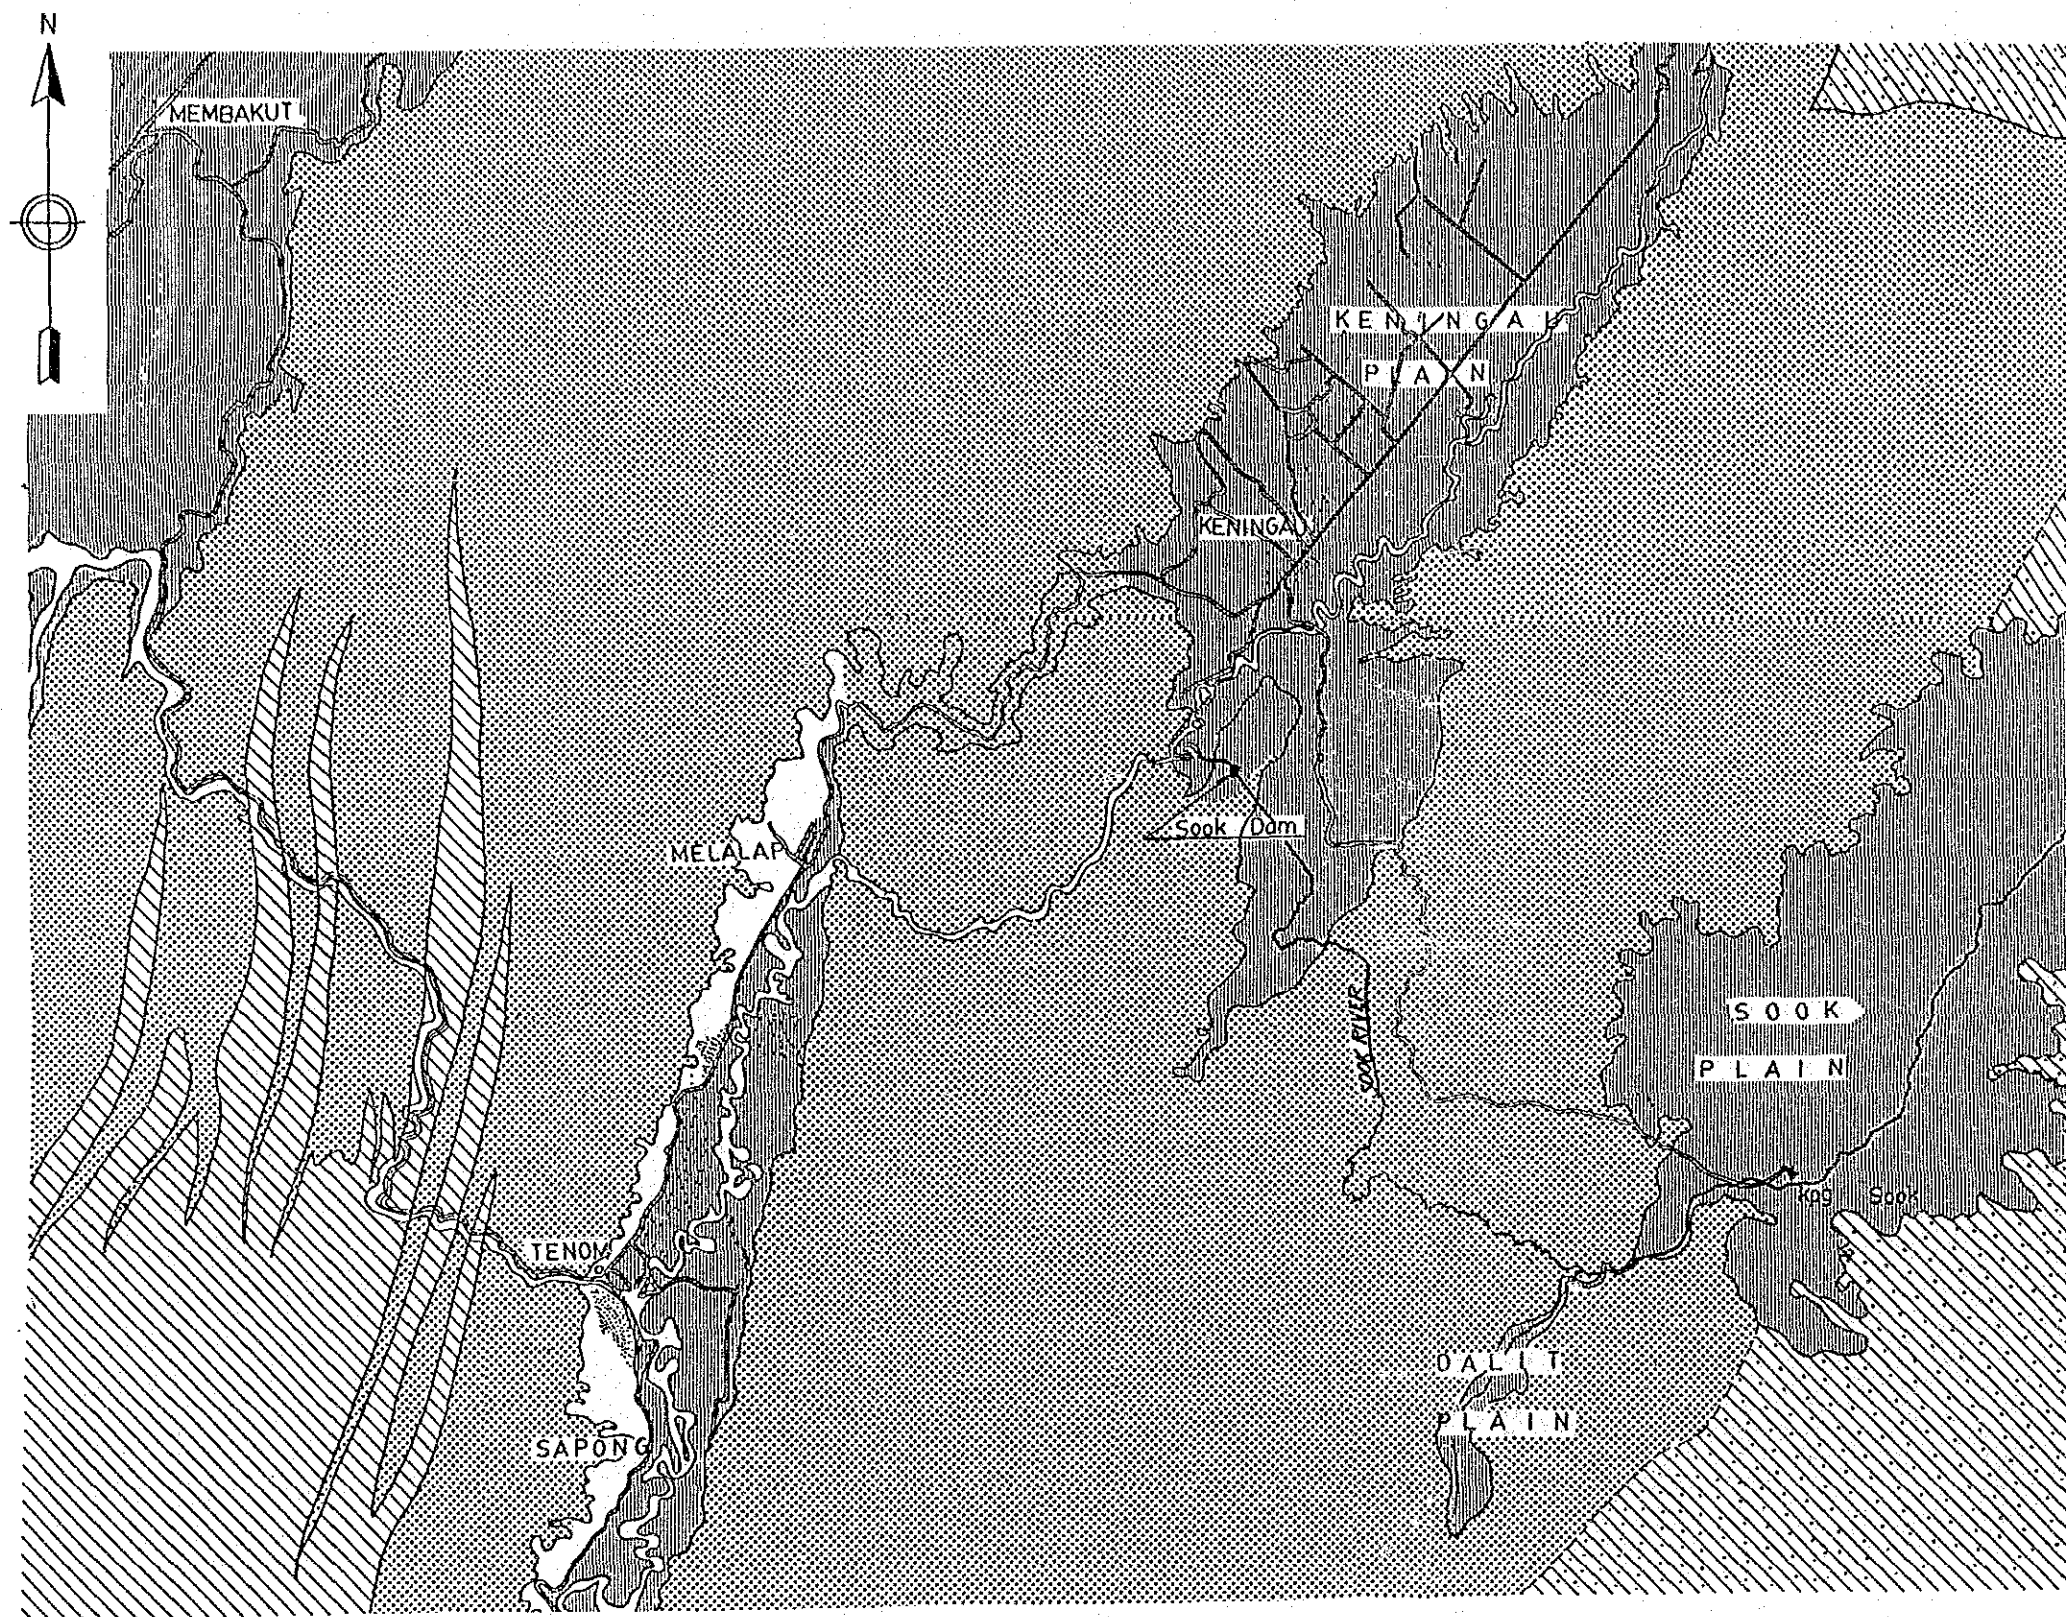 N
MEMBAKUT
KENINGAU
PLAIN
KENINGAU
Sook Dam
MELALAP
SOOK RIVER
SOOK
PLAIN
Kpg Sook
TENOM
DALIT
PLAIN
SAPONG